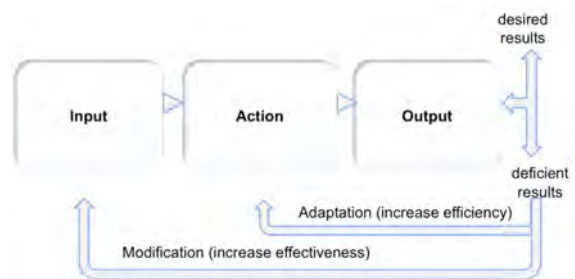 desired
results
Input
Action
Output
deficient
results
Adaptation (increase efficiency)
Modification (increase effectiveness)